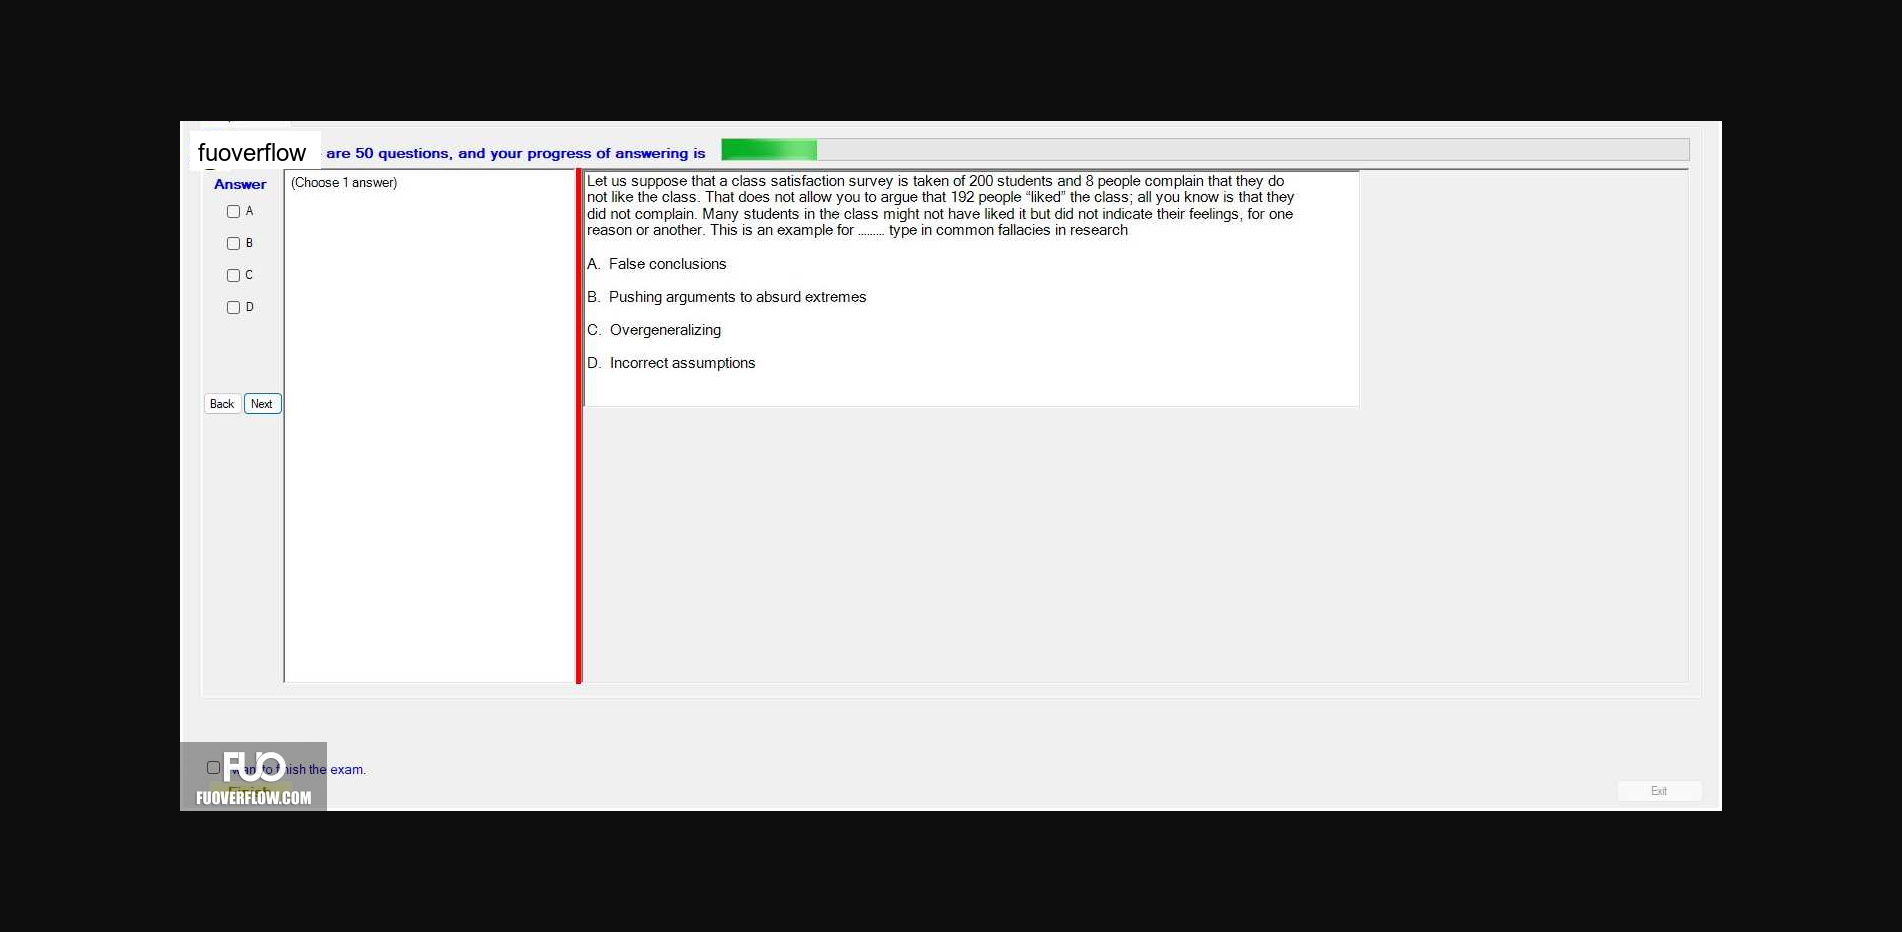 fuoverflow are 50 questions, and your progress of answering is
Answer
(Choose 1 answer)
A
B
C
D
Back Next
Let us suppose that a class satisfaction survey is taken of 200 students and 8 people complain that they do
not like the class. That does not allow you to argue that 192 people “liked” the class; all you know is that they
did not complain. Many students in the class might not have liked it but did not indicate their feelings, for one
reason or another. This is an example for ......... type in common fallacies in research
A. False conclusions
B. Pushing arguments to absurd extremes
C. Overgeneralizing
D. Incorrect assumptions
to finish the exam.
FUO
Finish
FUOVERFLOW.COM
Exit